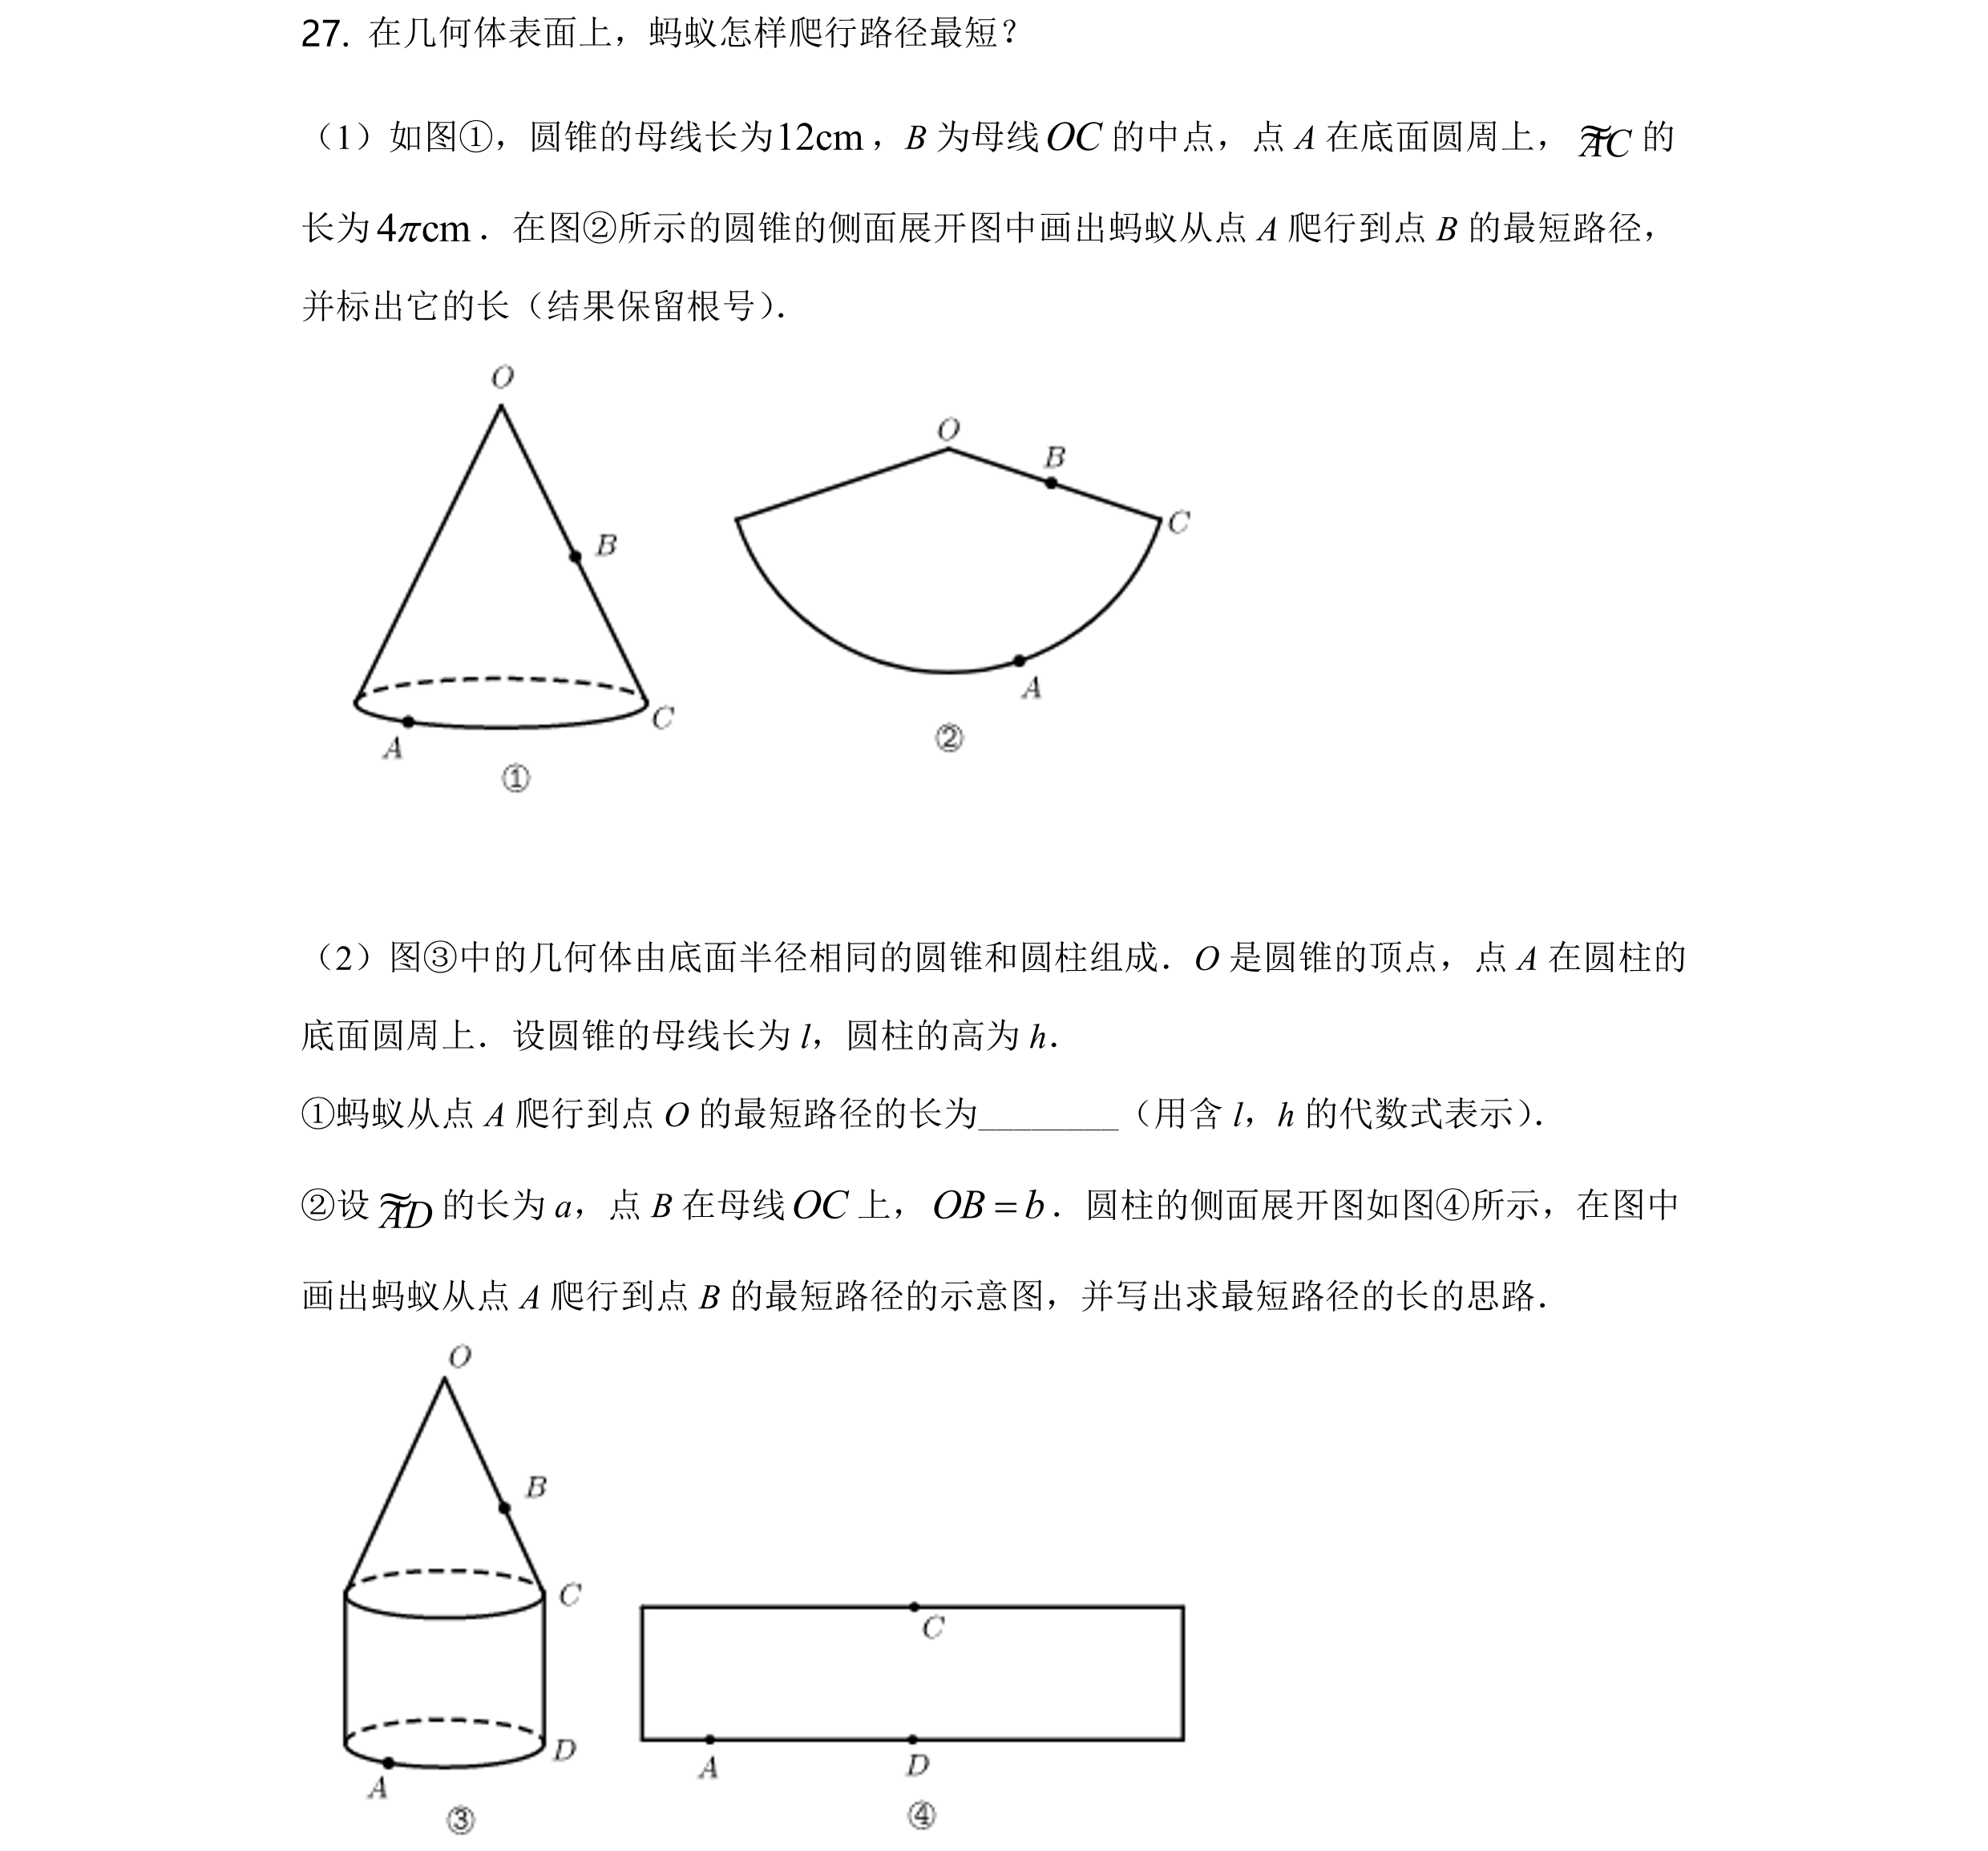 27. 在几何体表面上，蚂蚁怎样爬行路径最短？
（1）如图①，圆锥的母线长为12cm，B 为母线OC 的中点，点 A 在底面圆周上，A͠C 的
长为4πcm．在图②所示的圆锥的侧面展开图中画出蚂蚁从点 A 爬行到点 B 的最短路径，
并标出它的长（结果保留根号）．
O
B
C
A
①
O
B
C
A
②
（2）图③中的几何体由底面半径相同的圆锥和圆柱组成．O 是圆锥的顶点，点 A 在圆柱的
底面圆周上．设圆锥的母线长为 l，圆柱的高为 h．
①蚂蚁从点 A 爬行到点 O 的最短路径的长为________（用含 l，h 的代数式表示）．
②设 A͠D 的长为 a，点 B 在母线OC 上，OB = b．圆柱的侧面展开图如图④所示，在图中
画出蚂蚁从点 A 爬行到点 B 的最短路径的示意图，并写出求最短路径的长的思路．
O
B
C
D
A
③
C
A
D
④